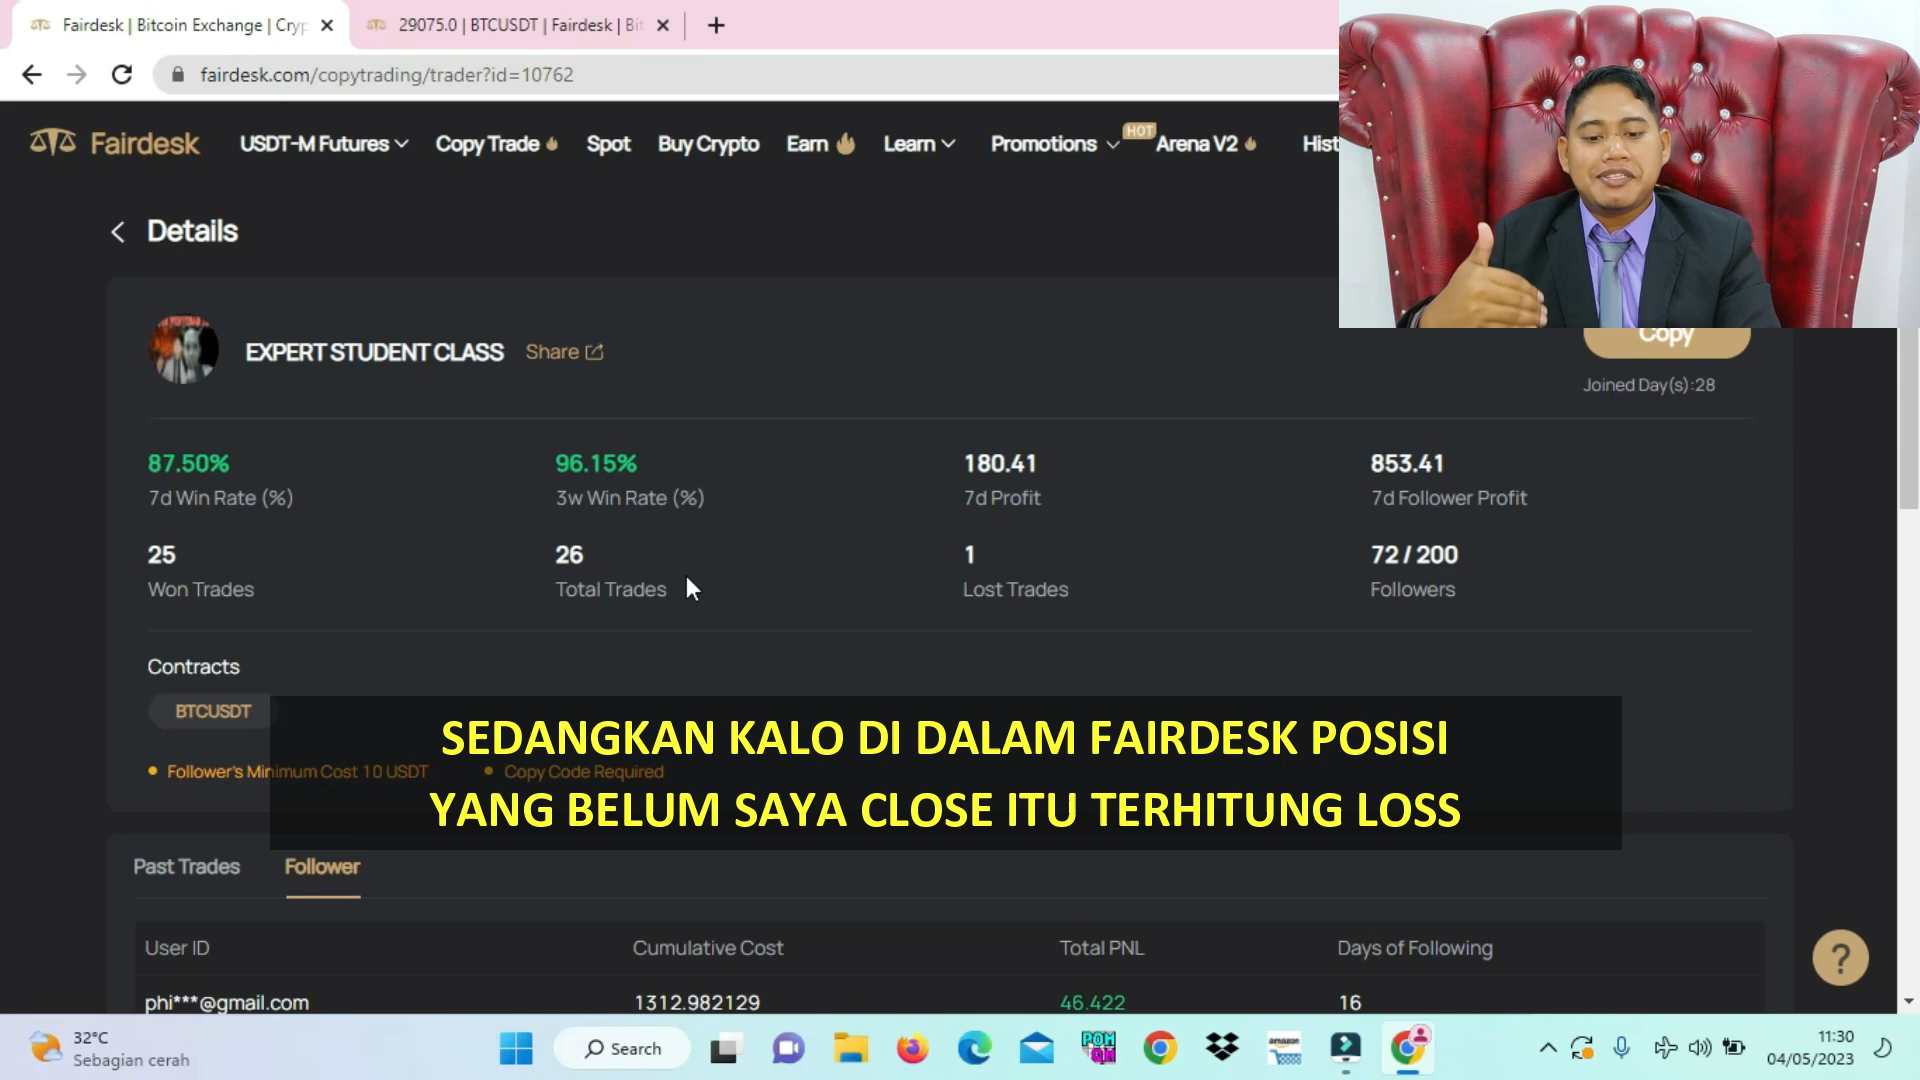 Fairdesk | Bitcoin Exchange | Cryp
29075.0 | BTCUSDT | Fairdesk | Bit
fairdesk.com/copytrading/trader?id=10762
Fairdesk
USDT-M Futures
Copy Trade
Spot
Buy Crypto
Earn
Learn
Promotions
HOT
Arena V2
Hist
Details
EXPERT STUDENT CLASS
Share
Copy
Joined Day(s):28
87.50%
7d Win Rate (%)
96.15%
3w Win Rate (%)
180.41
7d Profit
853.41
7d Follower Profit
25
Won Trades
26
Total Trades
1
Lost Trades
72 / 200
Followers
Contracts
BTCUSDT
Follower's Minimum Cost 10 USDT
Copy Code Required
SEDANGKAN KALO DI DALAM FAIRDESK POSISI
YANG BELUM SAYA CLOSE ITU TERHITUNG LOSS
Past Trades
Follower
User ID
Cumulative Cost
Total PNL
Days of Following
phi***@gmail.com
1312.982129
46.422
16
?
32°C
Sebagian cerah
Search
amazon
11:30
04/05/2023